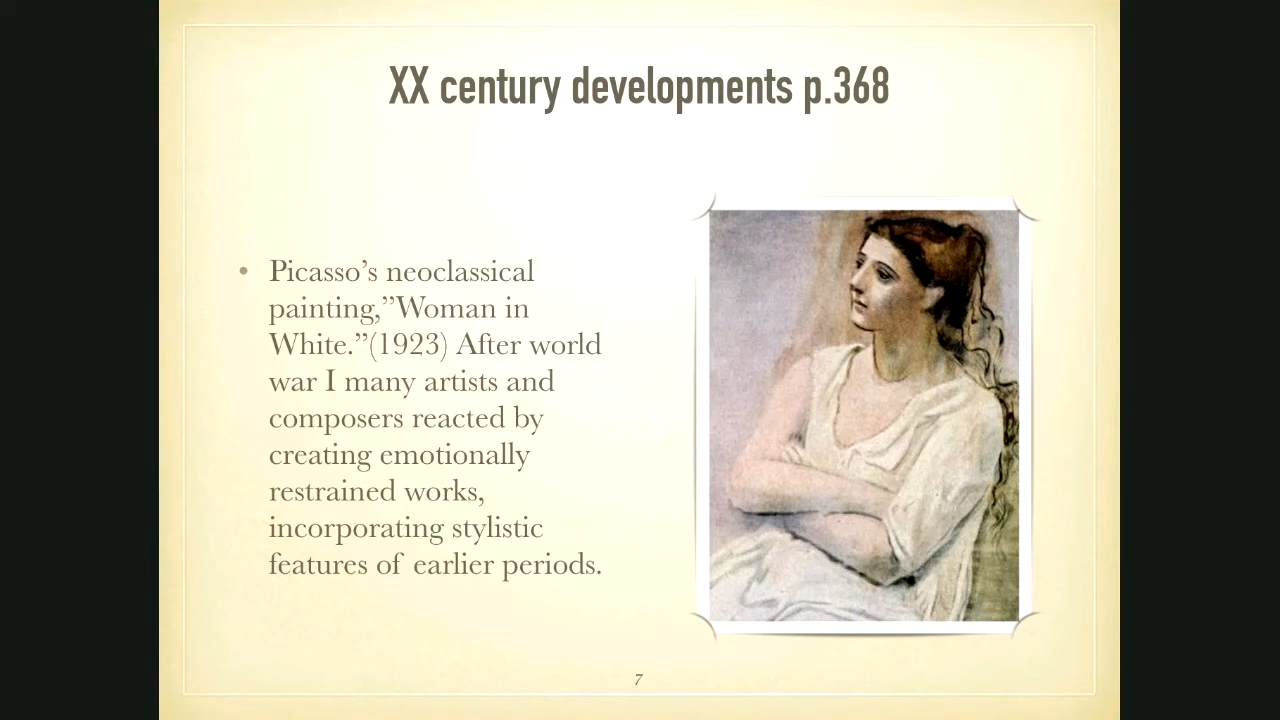 XX century developments p.368
• Picasso’s neoclassical
painting,”Woman in
White.”(1923) After world
war I many artists and
composers reacted by
creating emotionally
restrained works,
incorporating stylistic
features of earlier periods.
7